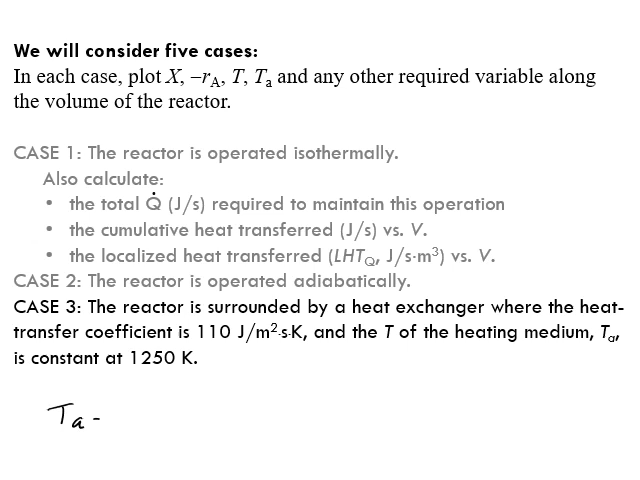 We will consider five cases:
In each case, plot X, –rA, T, Ta and any other required variable along
the volume of the reactor.
CASE 1: The reactor is operated isothermally.
Also calculate:
• the total Q̇ (J/s) required to maintain this operation
• the cumulative heat transferred (J/s) vs. V.
• the localized heat transferred (LHTQ, J/s·m³) vs. V.
CASE 2: The reactor is operated adiabatically.
CASE 3: The reactor is surrounded by a heat exchanger where the heat-
transfer coefficient is 110 J/m²·s·K, and the T of the heating medium, Ta,
is constant at 1250 K.
Ta -